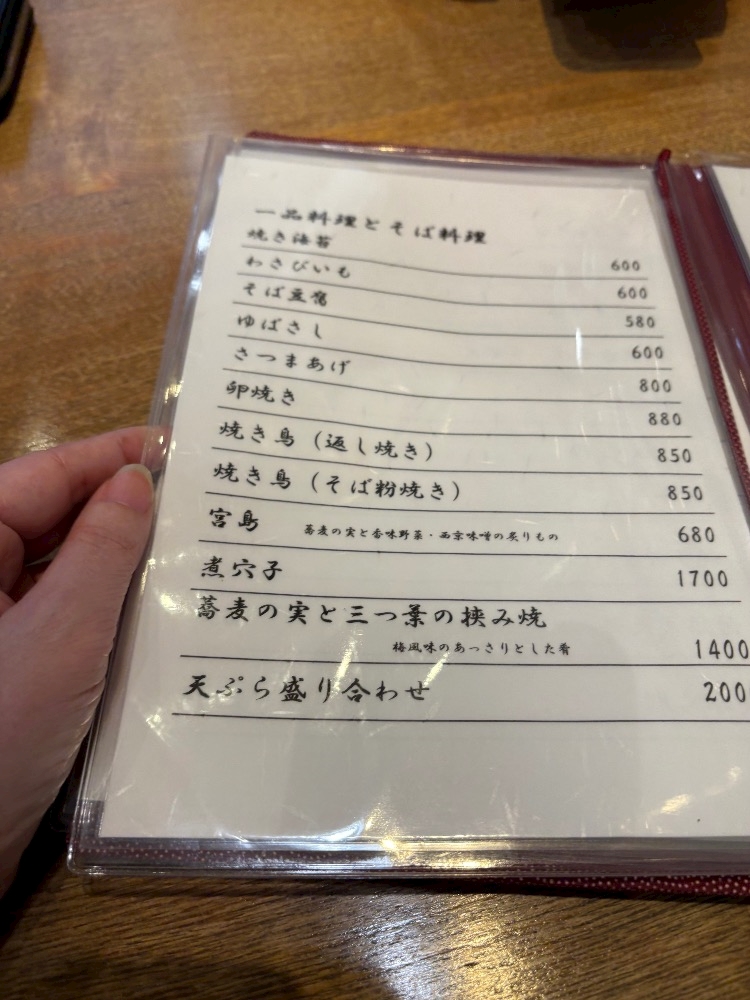 一品料理とそば料理
焼き海苔 600
わさびいも 600
そば豆腐 580
ゆばさし 600
さつまあげ 800
卵焼き 880
焼き鳥(返し焼き) 850
焼き鳥(そば粉焼き) 850
宮島 蕎麦の実と香味野菜・西京味噌の炙りもの 680
煮穴子 1700
蕎麦の実と三つ葉の挟み焼
梅風味のあっさりとした肴 1400
天ぷら盛り合わせ 200